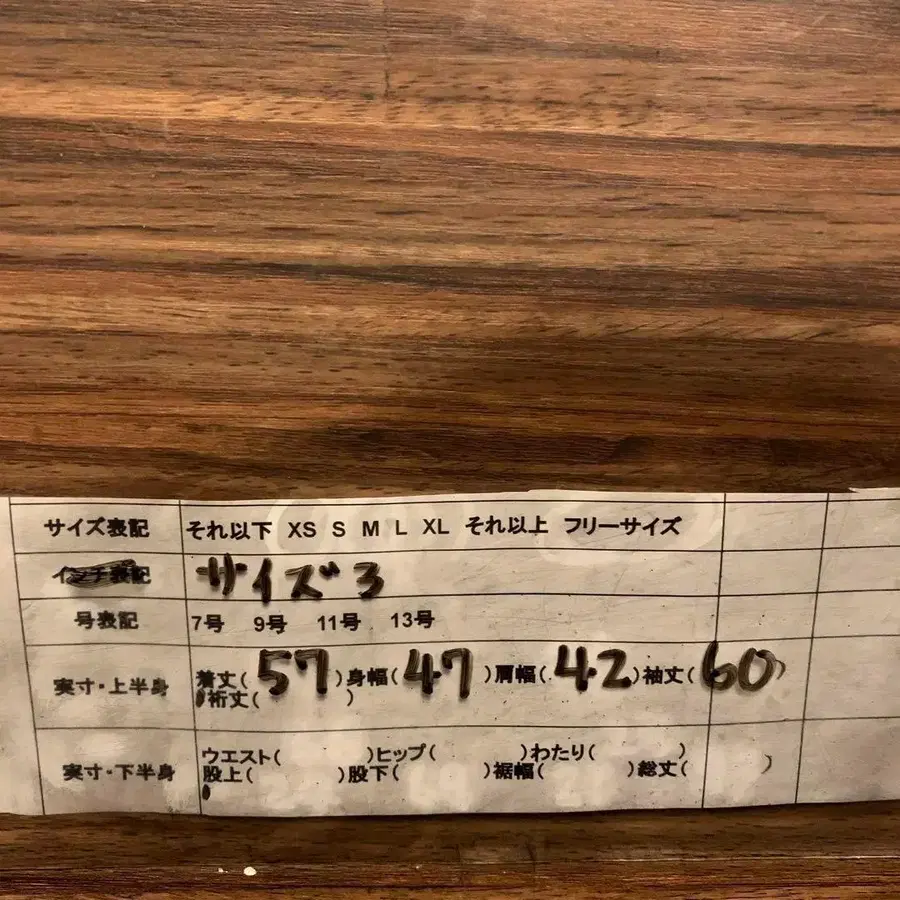 サイズ表記 それ以下 XS S M L XL それ以上 フリーサイズ
インチ表記 サイズ3
号表記 7号 9号 11号 13号
実寸・上半身 着丈( 57 )身幅( 47 )肩幅( 42 )袖丈( 60 )
裄丈( )
ウエスト( )ヒップ( )わたり( )
実寸・下半身 股上( )股下( )裾幅( )総丈( )